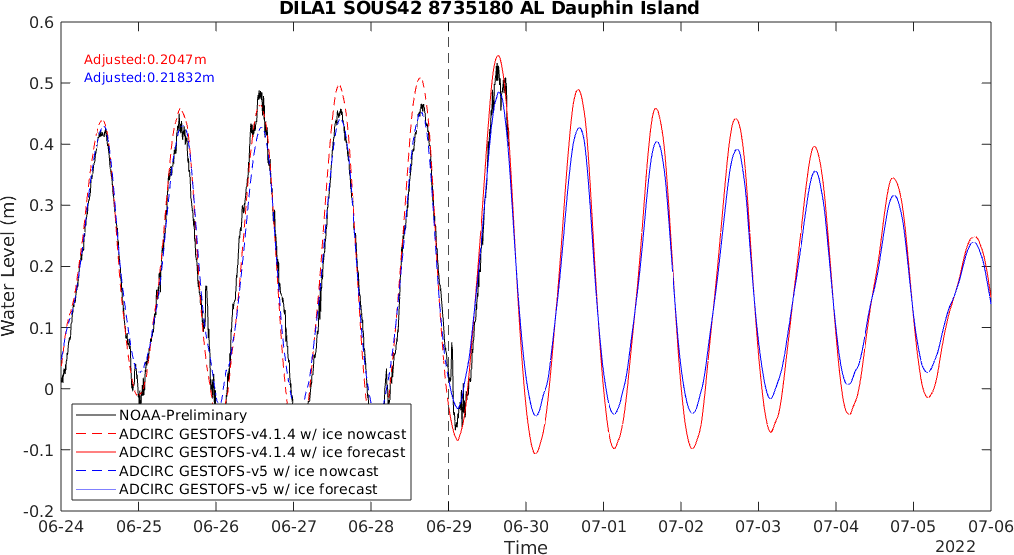 DILA1 SOUS42 8735180 AL Dauphin Island
0.6
Adjusted:0.2047m
Adjusted:0.21832m
0.5
0.4
0.3
0.2
0.1
0
-0.1
-0.2
Water Level (m)
NOAA-Preliminary
ADCIRC GESTOFS-v4.1.4 w/ ice nowcast
ADCIRC GESTOFS-v4.1.4 w/ ice forecast
ADCIRC GESTOFS-v5 w/ ice nowcast
ADCIRC GESTOFS-v5 w/ ice forecast
06-24 06-25 06-26 06-27 06-28 06-29 06-30 07-01 07-02 07-03 07-04 07-05 07-06
Time
2022